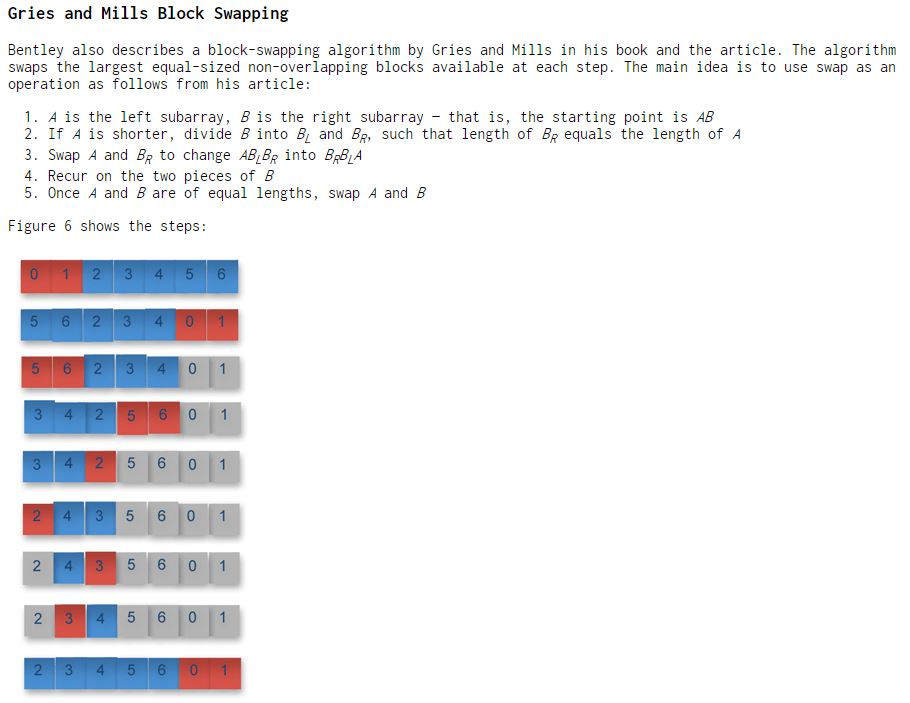 Gries and Mills Block Swapping
Bentley also describes a block-swapping algorithm by Gries and Mills in his book and the article. The algorithm
swaps the largest equal-sized non-overlapping blocks available at each step. The main idea is to use swap as an
operation as follows from his article:
1. A is the left subarray, B is the right subarray – that is, the starting point is AB
2. If A is shorter, divide B into BL and BR, such that length of BR equals the length of A
3. Swap A and BR to change ABLBR into BRBLA
4. Recur on the two pieces of B
5. Once A and B are of equal lengths, swap A and B
Figure 6 shows the steps:
0 1 2 3 4 5 6
5 6 2 3 4 0 1
5 6 2 3 4 0 1
3 4 2 5 6 0 1
3 4 2 5 6 0 1
2 4 3 5 6 0 1
2 4 3 5 6 0 1
2 3 4 5 6 0 1
2 3 4 5 6 0 1